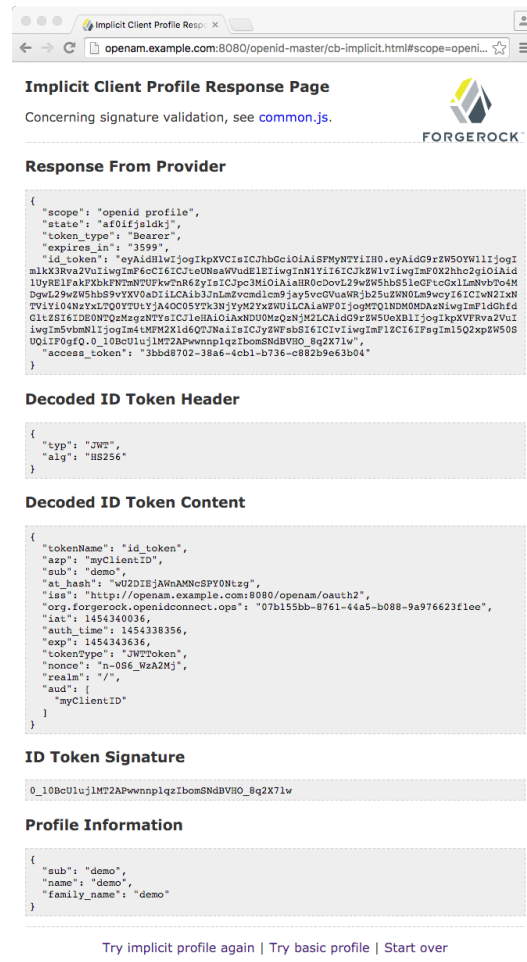 Implicit Client Profile Respo
openam.example.com:8080/openid-master/cb-implicit.html#scope=openi...
Implicit Client Profile Response Page
Concerning signature validation, see common.js.
FORGEROCK
Response From Provider
{
"scope": "openid profile",
"state": "af0ifjsldkj",
"token_type": "Bearer",
"expires_in": "3599",
"id_token":
"access_token": "3bbd8702-38a6-4cb1-b736-c882b9e63b04"
}
Decoded ID Token Header
{
"typ": "JWT",
"alg": "HS256"
}
Decoded ID Token Content
{
"tokenName": "id_token",
"azp": "myClientID",
"sub": "demo",
"at_hash": "wU2DIEjAWnAMNcSPY0Ntzg",
"iss": "http://openam.example.com:8080/openam/oauth2",
"org.forgerock.openidconnect.ops": "07b155bb-8761-44a5-b088-9a976623f1ee",
"iat": 1454340036,
"auth_time": 1454338356,
"exp": 1454343636,
"tokenType": "JWTToken",
"nonce": "n-0S6_WzA2Mj",
"realm": "/",
"aud": [
"myClientID"
]
}
ID Token Signature
Profile Information
{
"sub": "demo",
"name": "demo",
"family_name": "demo"
}
Try implicit profile again | Try basic profile | Start over